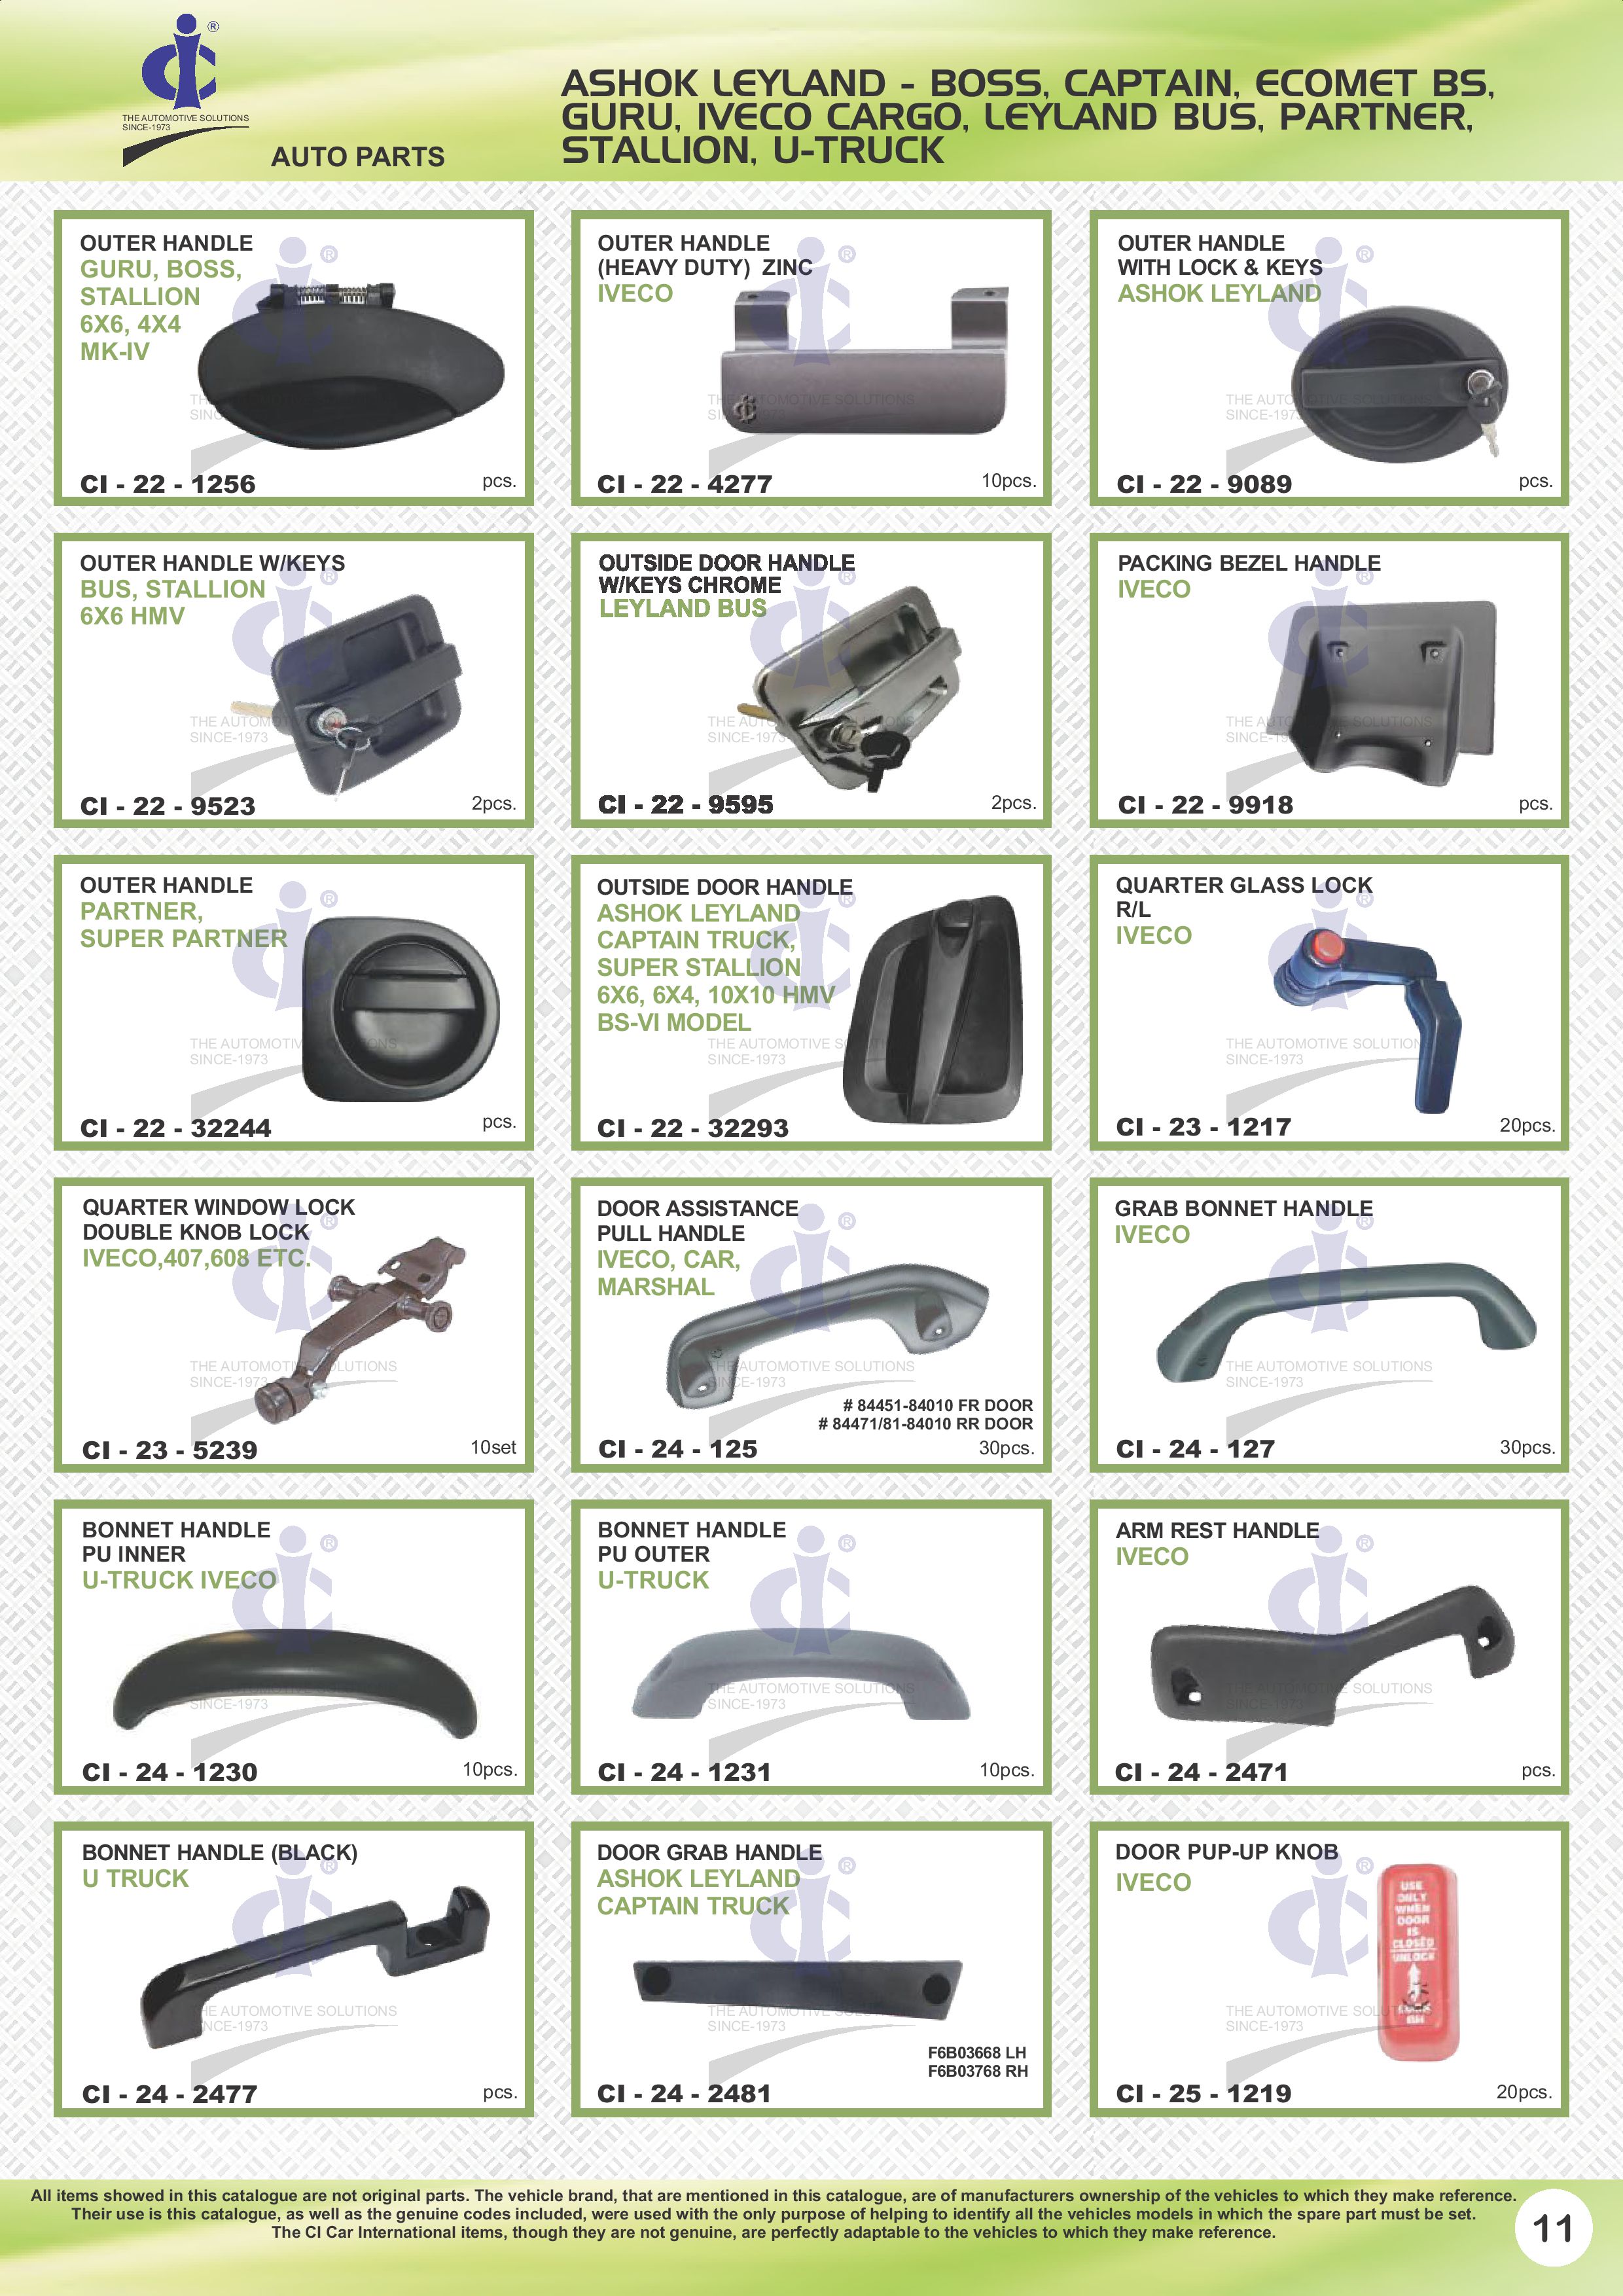 ®
THE AUTOMOTIVE SOLUTIONS
SINCE-1973
AUTO PARTS
ASHOK LEYLAND - BOSS, CAPTAIN, ECOMET BS,
GURU, IVECO CARGO, LEYLAND BUS, PARTNER,
STALLION, U-TRUCK
OUTER HANDLE
GURU, BOSS,
STALLION
6X6, 4X4
MK-IV
CI - 22 - 1256
pcs.
OUTER HANDLE
(HEAVY DUTY) ZINC
IVECO
CI - 22 - 4277
10pcs.
OUTER HANDLE
WITH LOCK & KEYS
ASHOK LEYLAND
CI - 22 - 9089
pcs.
OUTER HANDLE W/KEYS
BUS, STALLION
6X6 HMV
CI - 22 - 9523
2pcs.
OUTSIDE DOOR HANDLE
W/KEYS CHROME
LEYLAND BUS
CI - 22 - 9595
2pcs.
PACKING BEZEL HANDLE
IVECO
CI - 22 - 9918
pcs.
OUTER HANDLE
PARTNER,
SUPER PARTNER
CI - 22 - 32244
pcs.
OUTSIDE DOOR HANDLE
ASHOK LEYLAND
CAPTAIN TRUCK,
SUPER STALLION
6X6, 6X4, 10X10 HMV
BS-VI MODEL
CI - 22 - 32293
QUARTER GLASS LOCK
R/L
IVECO
CI - 23 - 1217
20pcs.
QUARTER WINDOW LOCK
DOUBLE KNOB LOCK
IVECO,407,608 ETC.
CI - 23 - 5239
10set
DOOR ASSISTANCE
PULL HANDLE
IVECO, CAR,
MARSHAL
# 84451-84010 FR DOOR
# 84471/81-84010 RR DOOR
CI - 24 - 125
30pcs.
GRAB BONNET HANDLE
IVECO
CI - 24 - 127
30pcs.
BONNET HANDLE
PU INNER
U-TRUCK IVECO
CI - 24 - 1230
10pcs.
BONNET HANDLE
PU OUTER
U-TRUCK
CI - 24 - 1231
10pcs.
ARM REST HANDLE
IVECO
CI - 24 - 2471
pcs.
BONNET HANDLE (BLACK)
U TRUCK
CI - 24 - 2477
pcs.
DOOR GRAB HANDLE
ASHOK LEYLAND
CAPTAIN TRUCK
F6B03668 LH
F6B03768 RH
CI - 24 - 2481
DOOR PUP-UP KNOB
IVECO
USE
ONLY
WHEN
DOOR
IS
CLOSED
UNLOCK
CI - 25 - 1219
20pcs.
All items showed in this catalogue are not original parts. The vehicle brand, that are mentioned in this catalogue, are of manufacturers ownership of the vehicles to which they make reference.
Their use is this catalogue, as well as the genuine codes included, were used with the only purpose of helping to identify all the vehicles models in which the spare part must be set.
The CI Car International items, though they are not genuine, are perfectly adaptable to the vehicles to which they make reference.
11